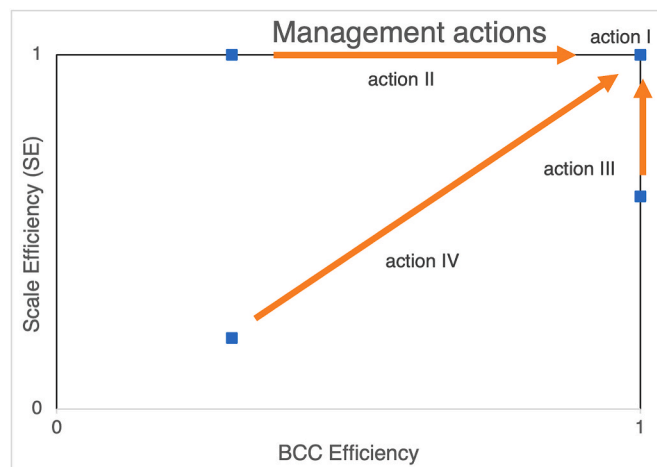 Management actions
action I
1
action II
action III
action IV
Scale Efficiency (SE)
0
0
1
BCC Efficiency